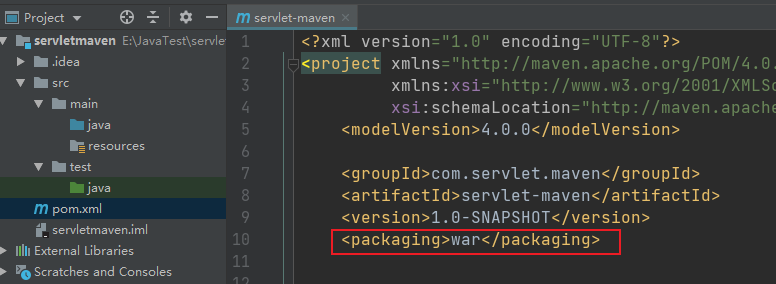 Project
servletmaven E:\JavaTest\servlet
.idea
src
main
java
resources
test
java
pom.xml
servletmaven.iml
External Libraries
Scratches and Consoles
servlet-maven
1 <?xml version="1.0" encoding="UTF-8"?>
2 <project xmlns="http://maven.apache.org/POM/4.0.
3 xmlns:xsi="http://www.w3.org/2001/XMLSc
4 xsi:schemaLocation="http://maven.apache
5 <modelVersion>4.0.0</modelVersion>
6
7 <groupId>com.servlet.maven</groupId>
8 <artifactId>servlet-maven</artifactId>
9 <version>1.0-SNAPSHOT</version>
10 <packaging>war</packaging>
11